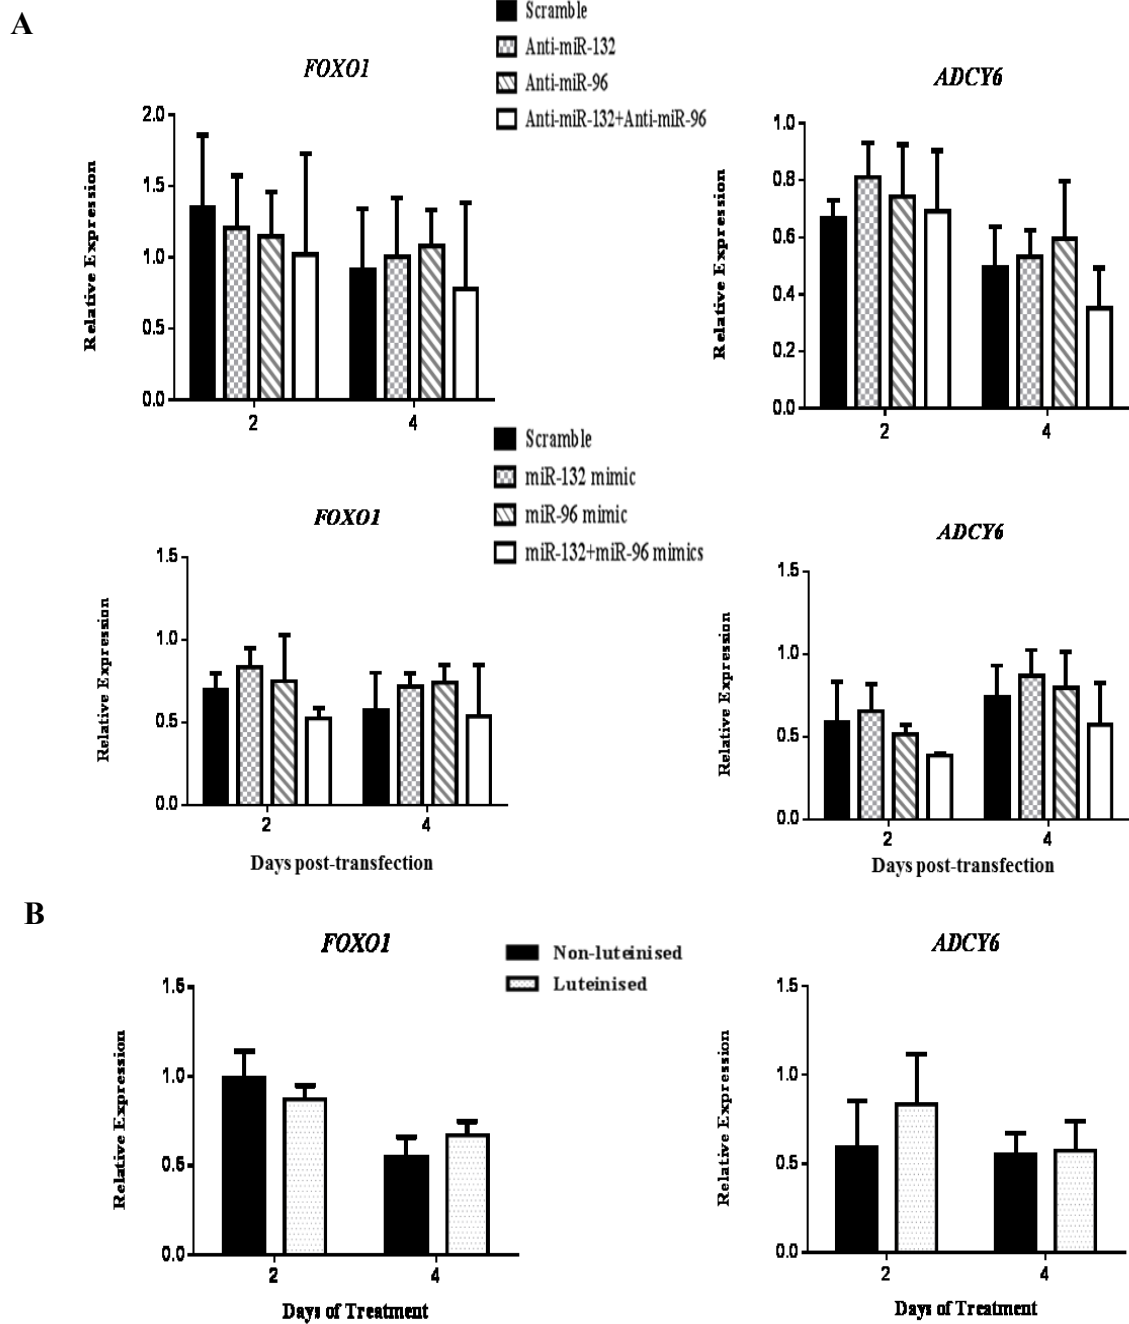 A
Scramble
Anti-miR-132
Anti-miR-96
Anti-miR-132+Anti-miR-96
FOXO1
Relative Expression
2.0
1.5
1.0
0.5
0.0
2
4
ADCY6
Relative Expression
1.0
0.8
0.6
0.4
0.2
0.0
2
4
Scramble
miR-132 mimic
miR-96 mimic
miR-132+miR-96 mimics
FOXO1
Relative Expression
1.5
1.0
0.5
0.0
2
4
Days post-transfection
ADCY6
Relative Expression
1.5
1.0
0.5
0.0
2
4
Days post-transfection
B
FOXO1
Non-luteinised
Luteinised
Relative Expression
1.5
1.0
0.5
0.0
2
4
Days of Treatment
ADCY6
Relative Expression
1.5
1.0
0.5
0.0
2
4
Days of Treatment